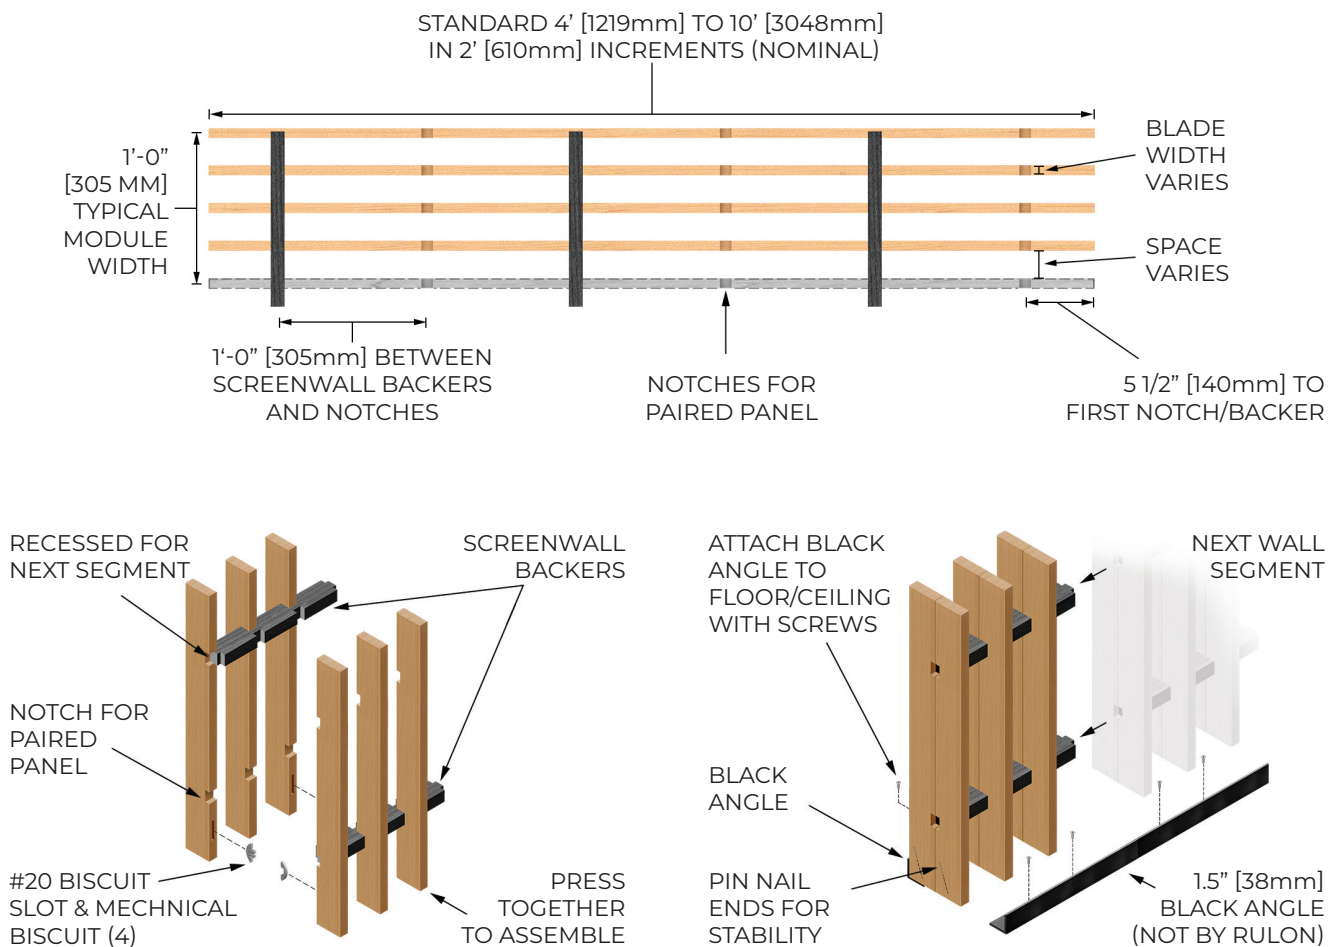 STANDARD 4’ [1219mm] TO 10’ [3048mm]
IN 2’ [610mm] INCREMENTS (NOMINAL)
1’-0”
[305 MM]
TYPICAL
MODULE
WIDTH
BLADE
WIDTH
VARIES
SPACE
VARIES
1‘-0” [305mm] BETWEEN
SCREENWALL BACKERS
AND NOTCHES
NOTCHES FOR
PAIRED PANEL
5 1/2” [140mm] TO
FIRST NOTCH/BACKER
RECESSED FOR
NEXT SEGMENT
SCREENWALL
BACKERS
NOTCH FOR
PAIRED
PANEL
#20 BISCUIT
SLOT & MECHNICAL
BISCUIT (4)
PRESS
TOGETHER
TO ASSEMBLE
ATTACH BLACK
ANGLE TO
FLOOR/CEILING
WITH SCREWS
NEXT WALL
SEGMENT
BLACK
ANGLE
PIN NAIL
ENDS FOR
STABILITY
1.5” [38mm]
BLACK ANGLE
(NOT BY RULON)